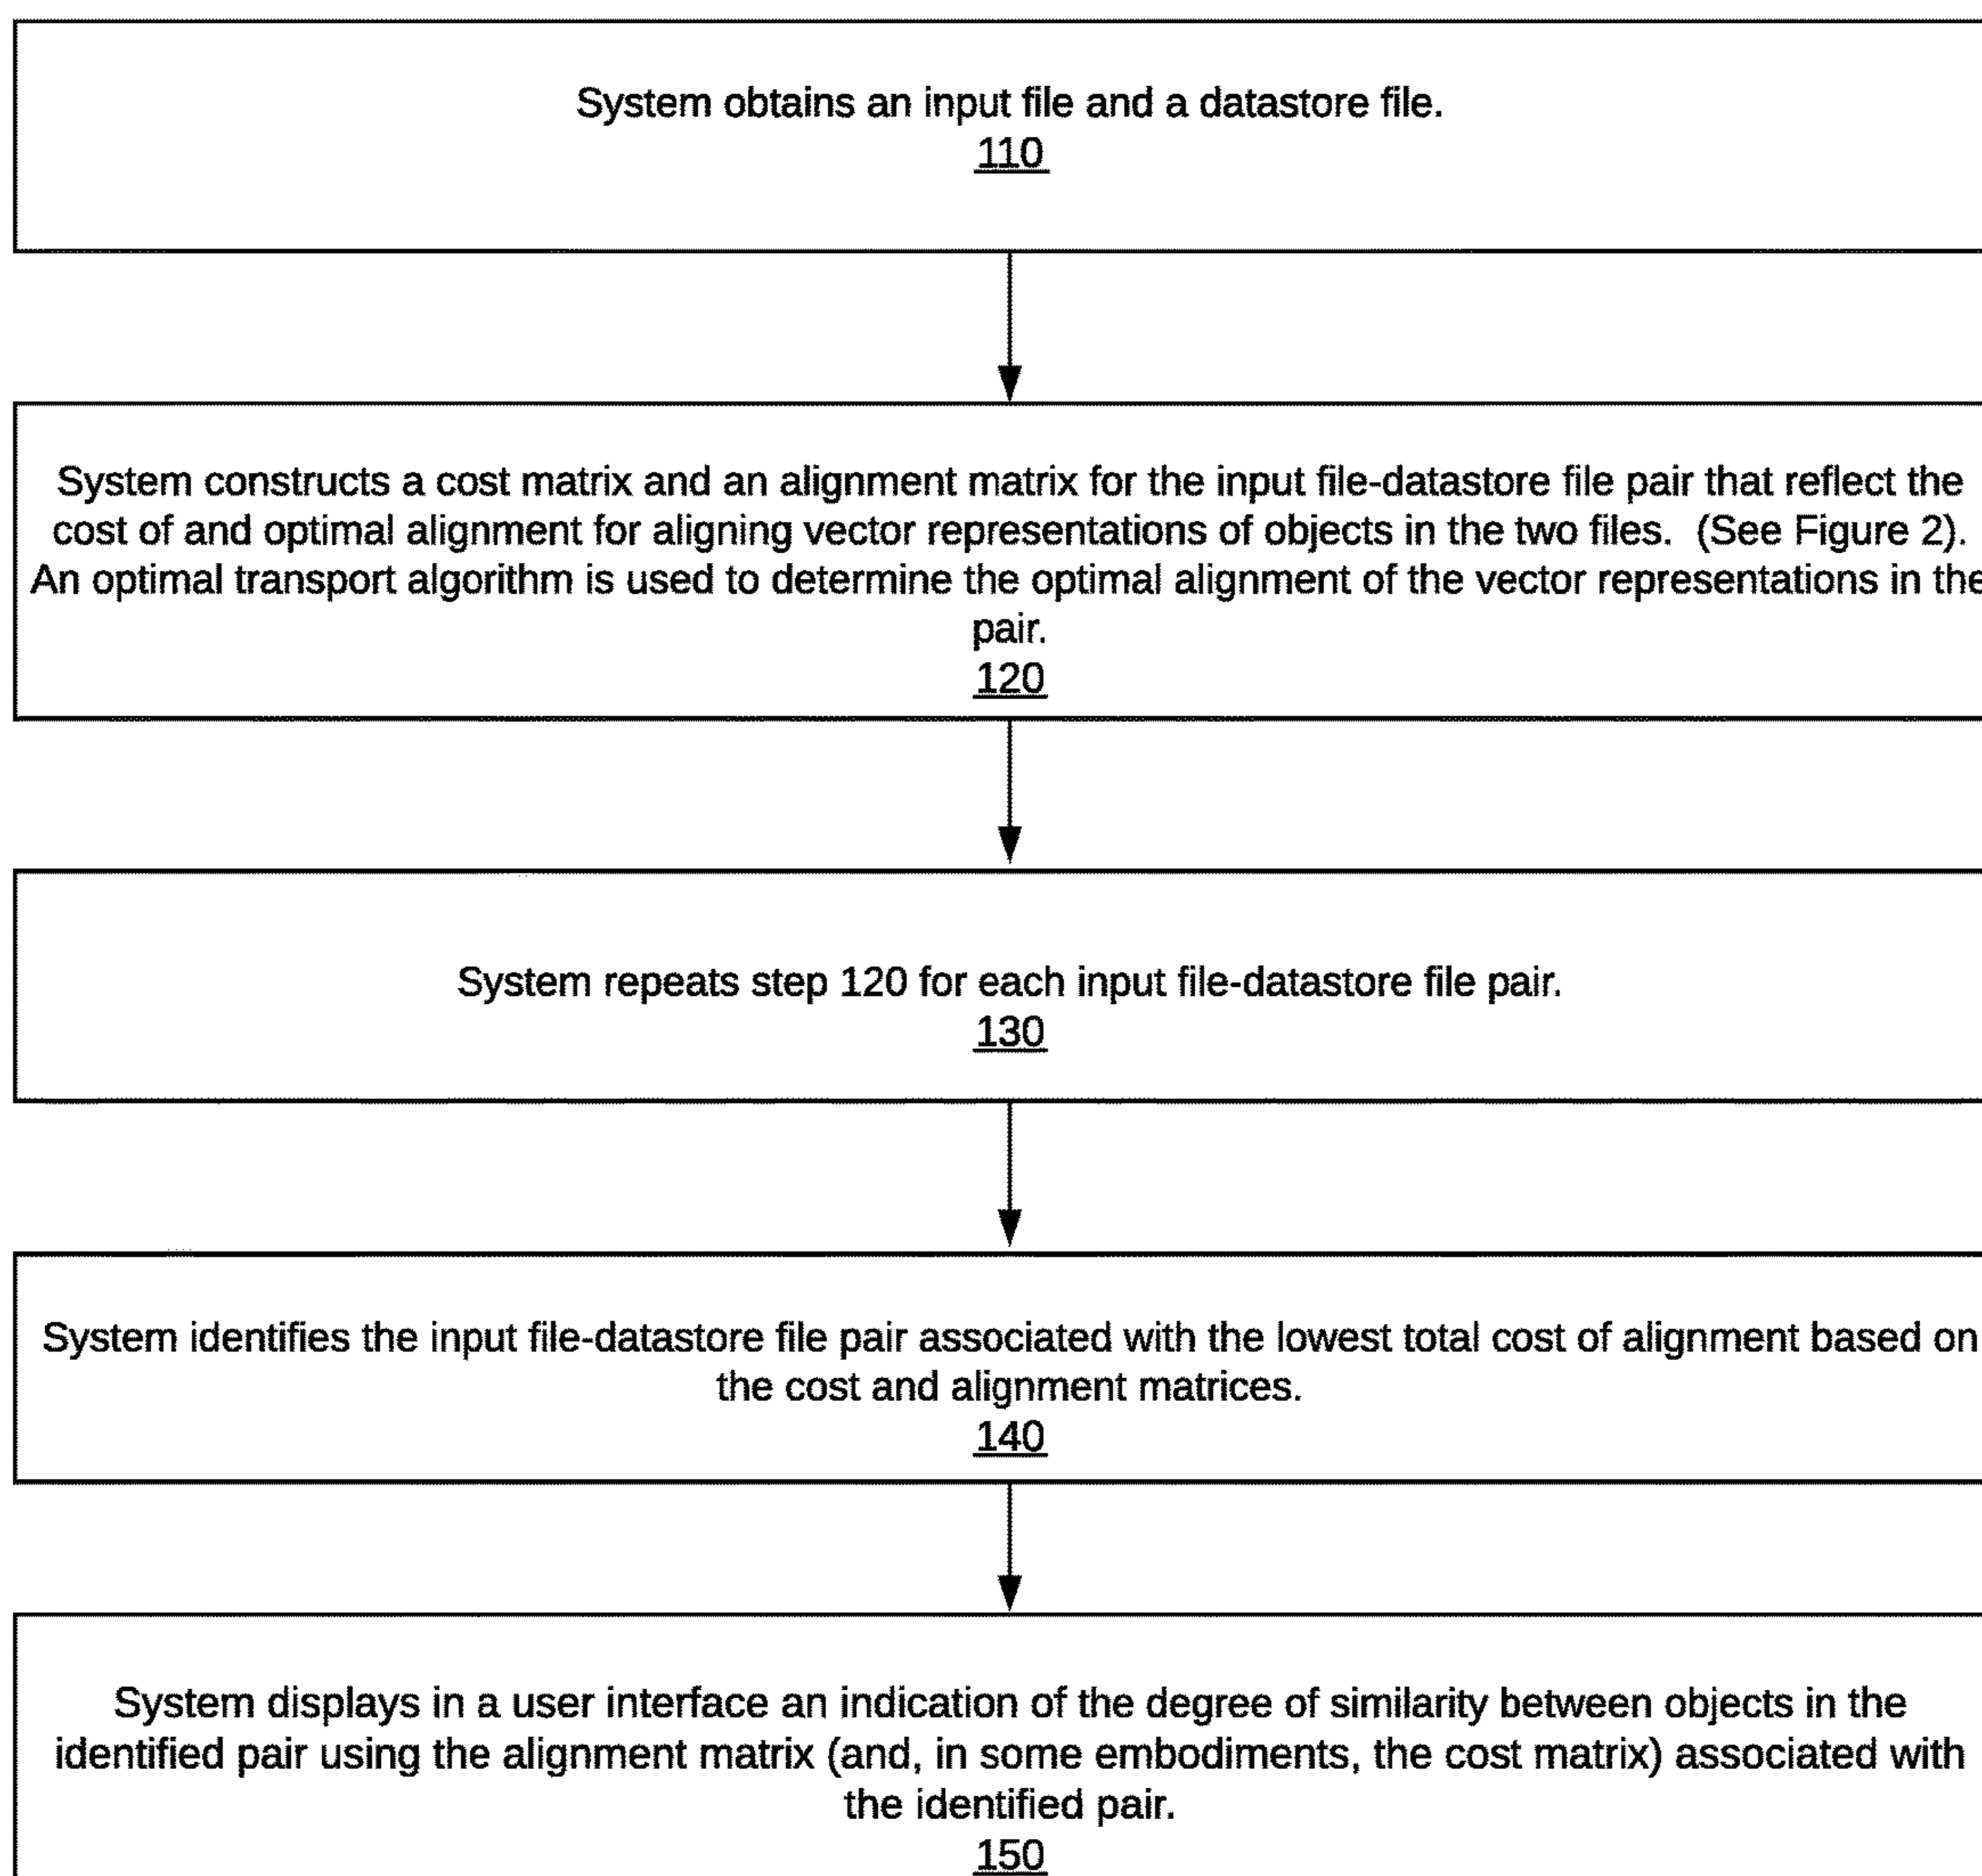 System obtains an input file and a datastore file.
110
System constructs a cost matrix and an alignment matrix for the input file-datastore file pair that reflect the
cost of and optimal alignment for aligning vector representations of objects in the two files.  (See Figure 2).
An optimal transport algorithm is used to determine the optimal alignment of the vector representations in the
pair.
120
System repeats step 120 for each input file-datastore file pair.
130
System identifies the input file-datastore file pair associated with the lowest total cost of alignment based on
the cost and alignment matrices.
140
System displays in a user interface an indication of the degree of similarity between objects in the
identified pair using the alignment matrix (and, in some embodiments, the cost matrix) associated with
the identified pair.
150